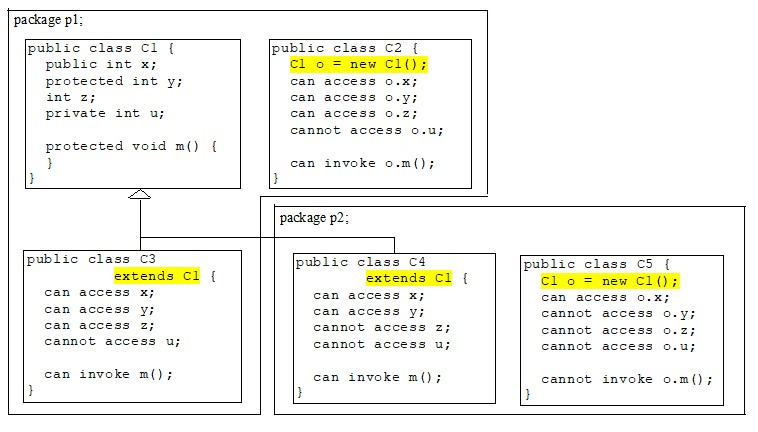 package p1;
public class C1 {
public int x;
protected int y;
int z;
private int u;
protected void m() {
}
}
public class C2 {
C1 o = new C1();
can access o.x;
can access o.y;
can access o.z;
cannot access o.u;
can invoke o.m();
}
public class C3
extends C1 {
can access x;
can access y;
can access z;
cannot access u;
can invoke m();
}
package p2;
public class C4
extends C1 {
can access x;
can access y;
cannot access z;
cannot access u;
can invoke m();
}
public class C5 {
C1 o = new C1();
can access o.x;
cannot access o.y;
cannot access o.z;
cannot access o.u;
cannot invoke o.m();
}